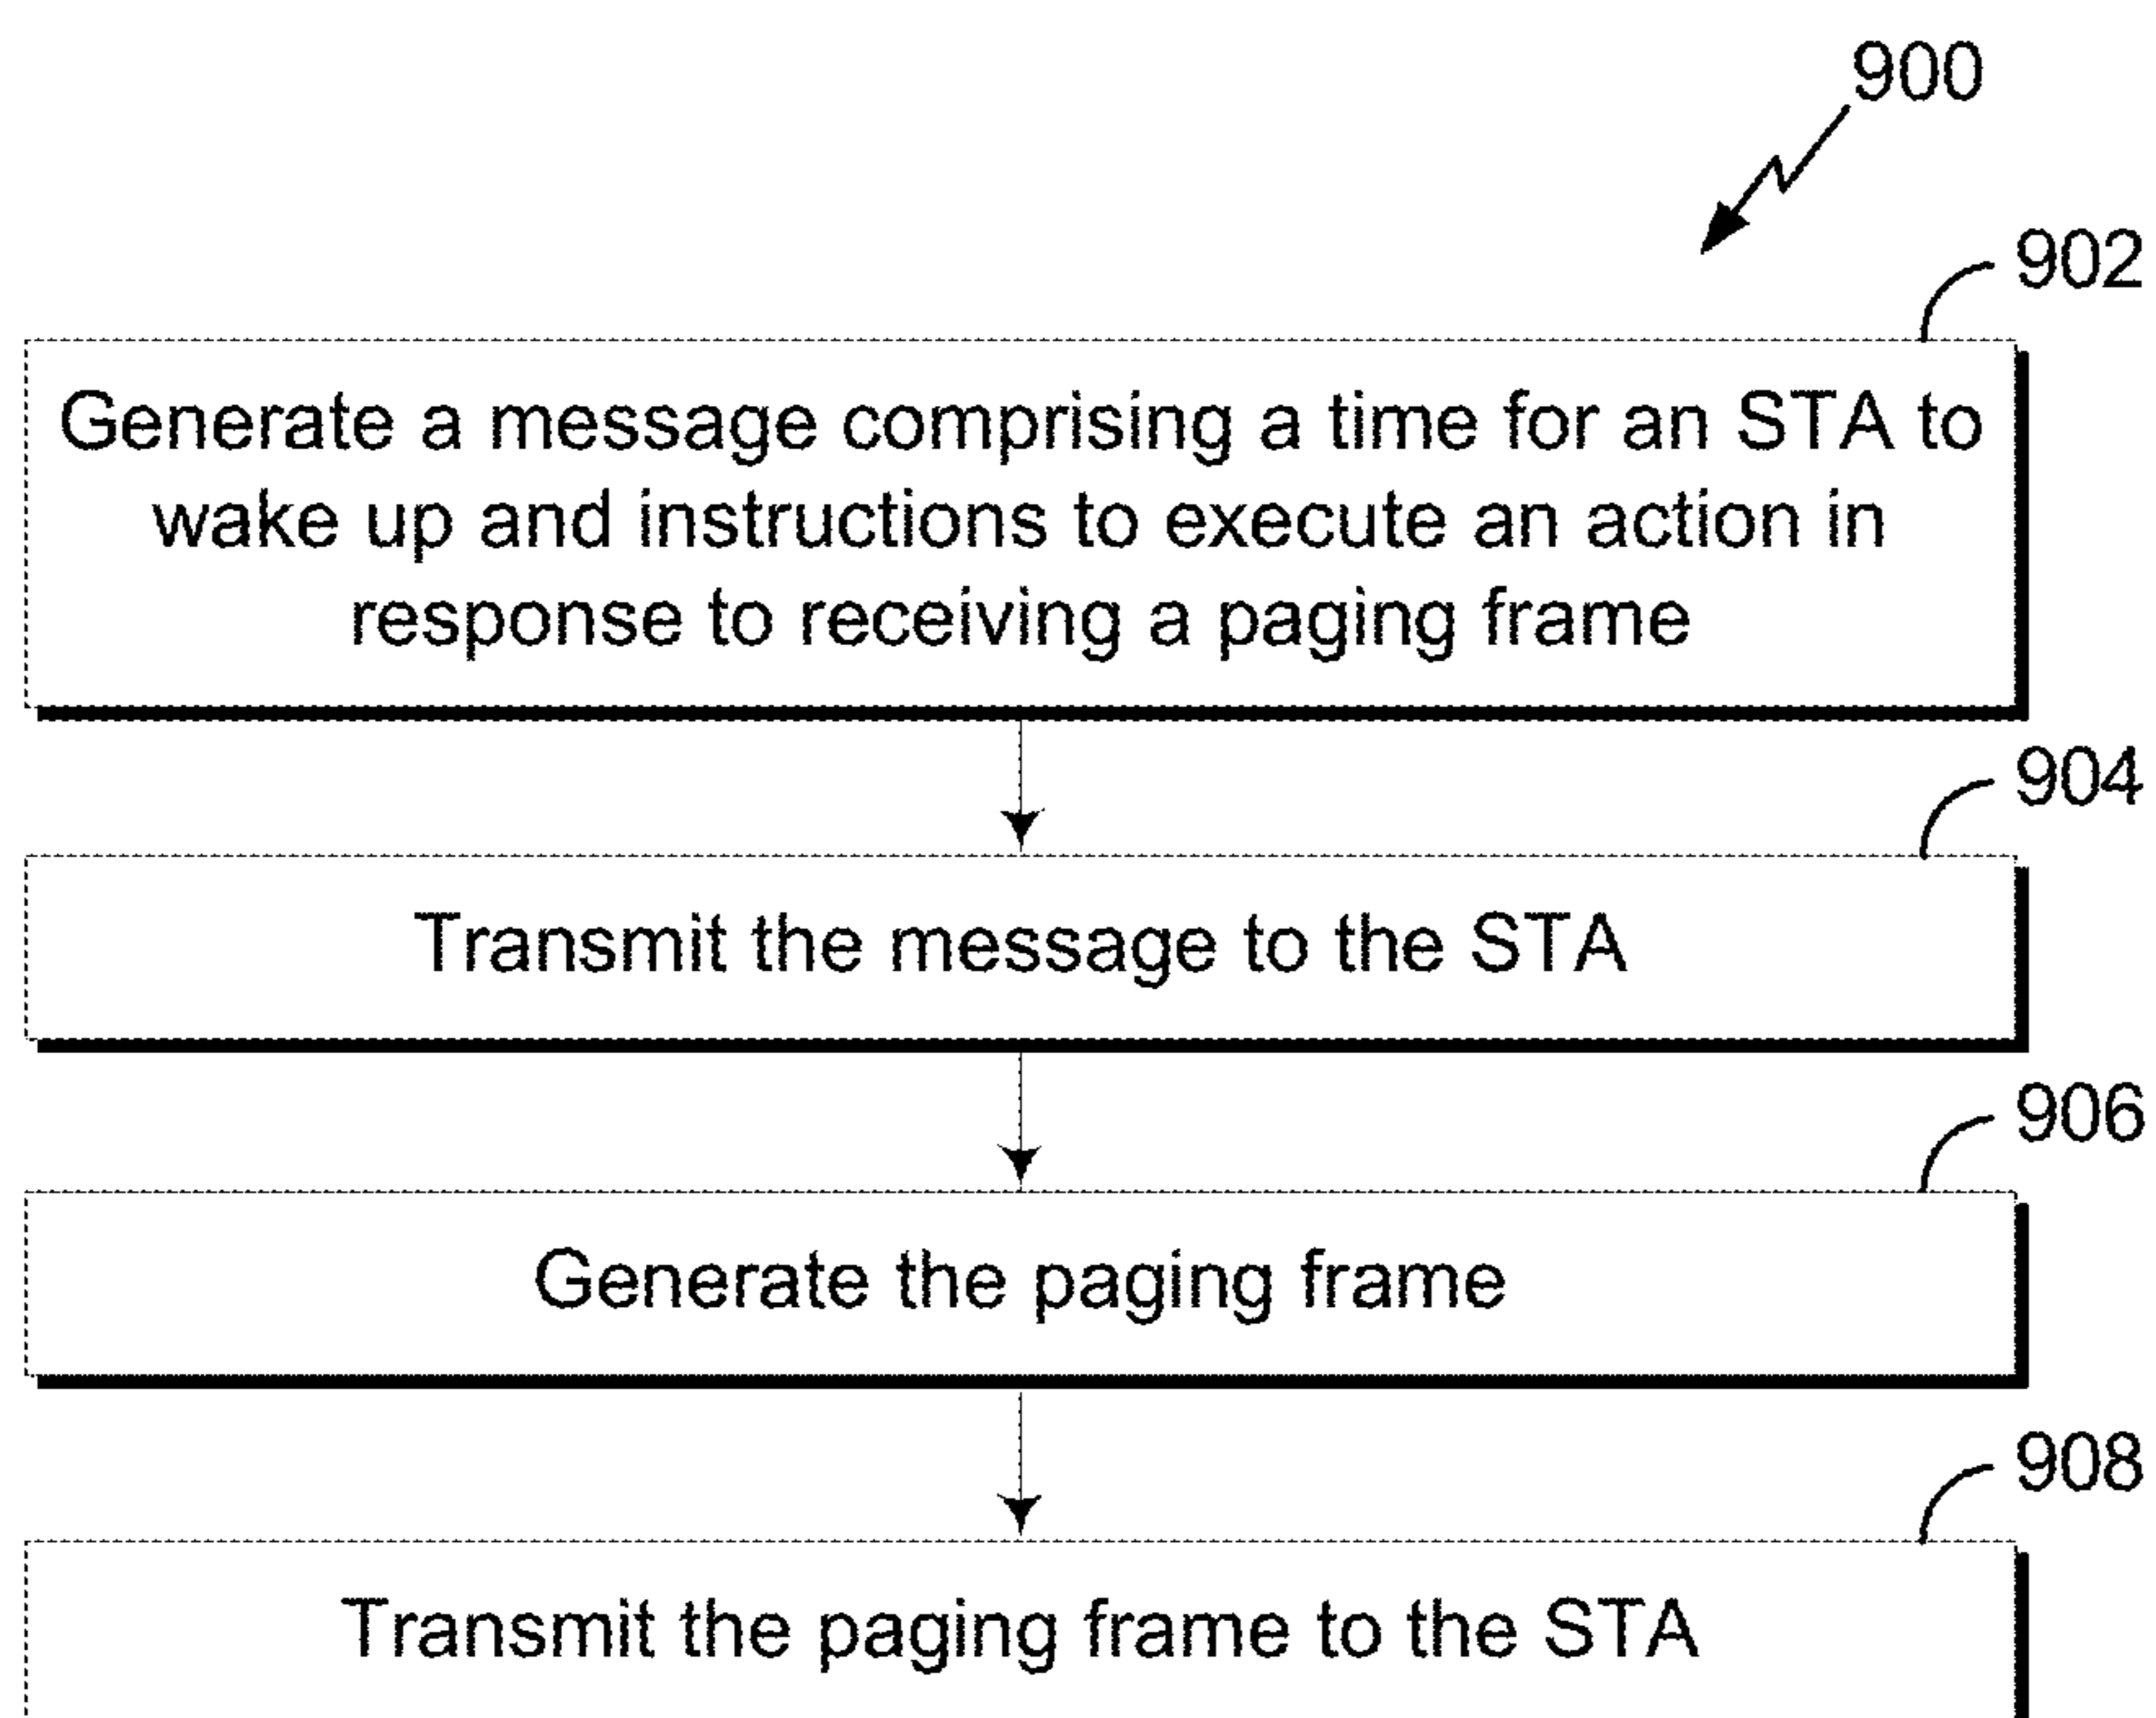 900
902
Generate a message comprising a time for an STA to
wake up and instructions to execute an action in
response to receiving a paging frame
904
Transmit the message to the STA
906
Generate the paging frame
908
Transmit the paging frame to the STA